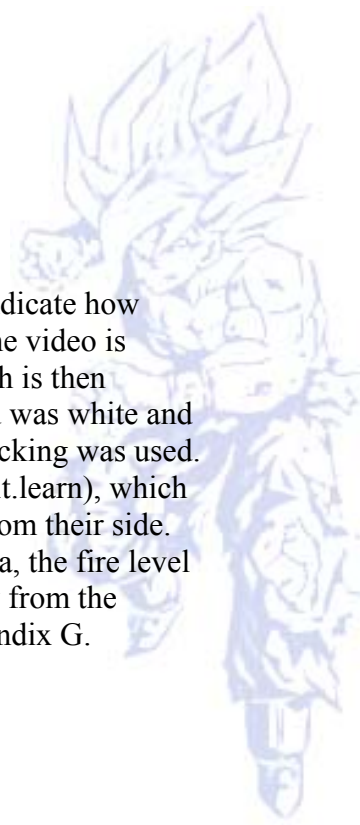 dicate how
ne video is
h is then
was white and
cking was used.
t.learn), which
om their side.
a, the fire level
from the
ndix G.